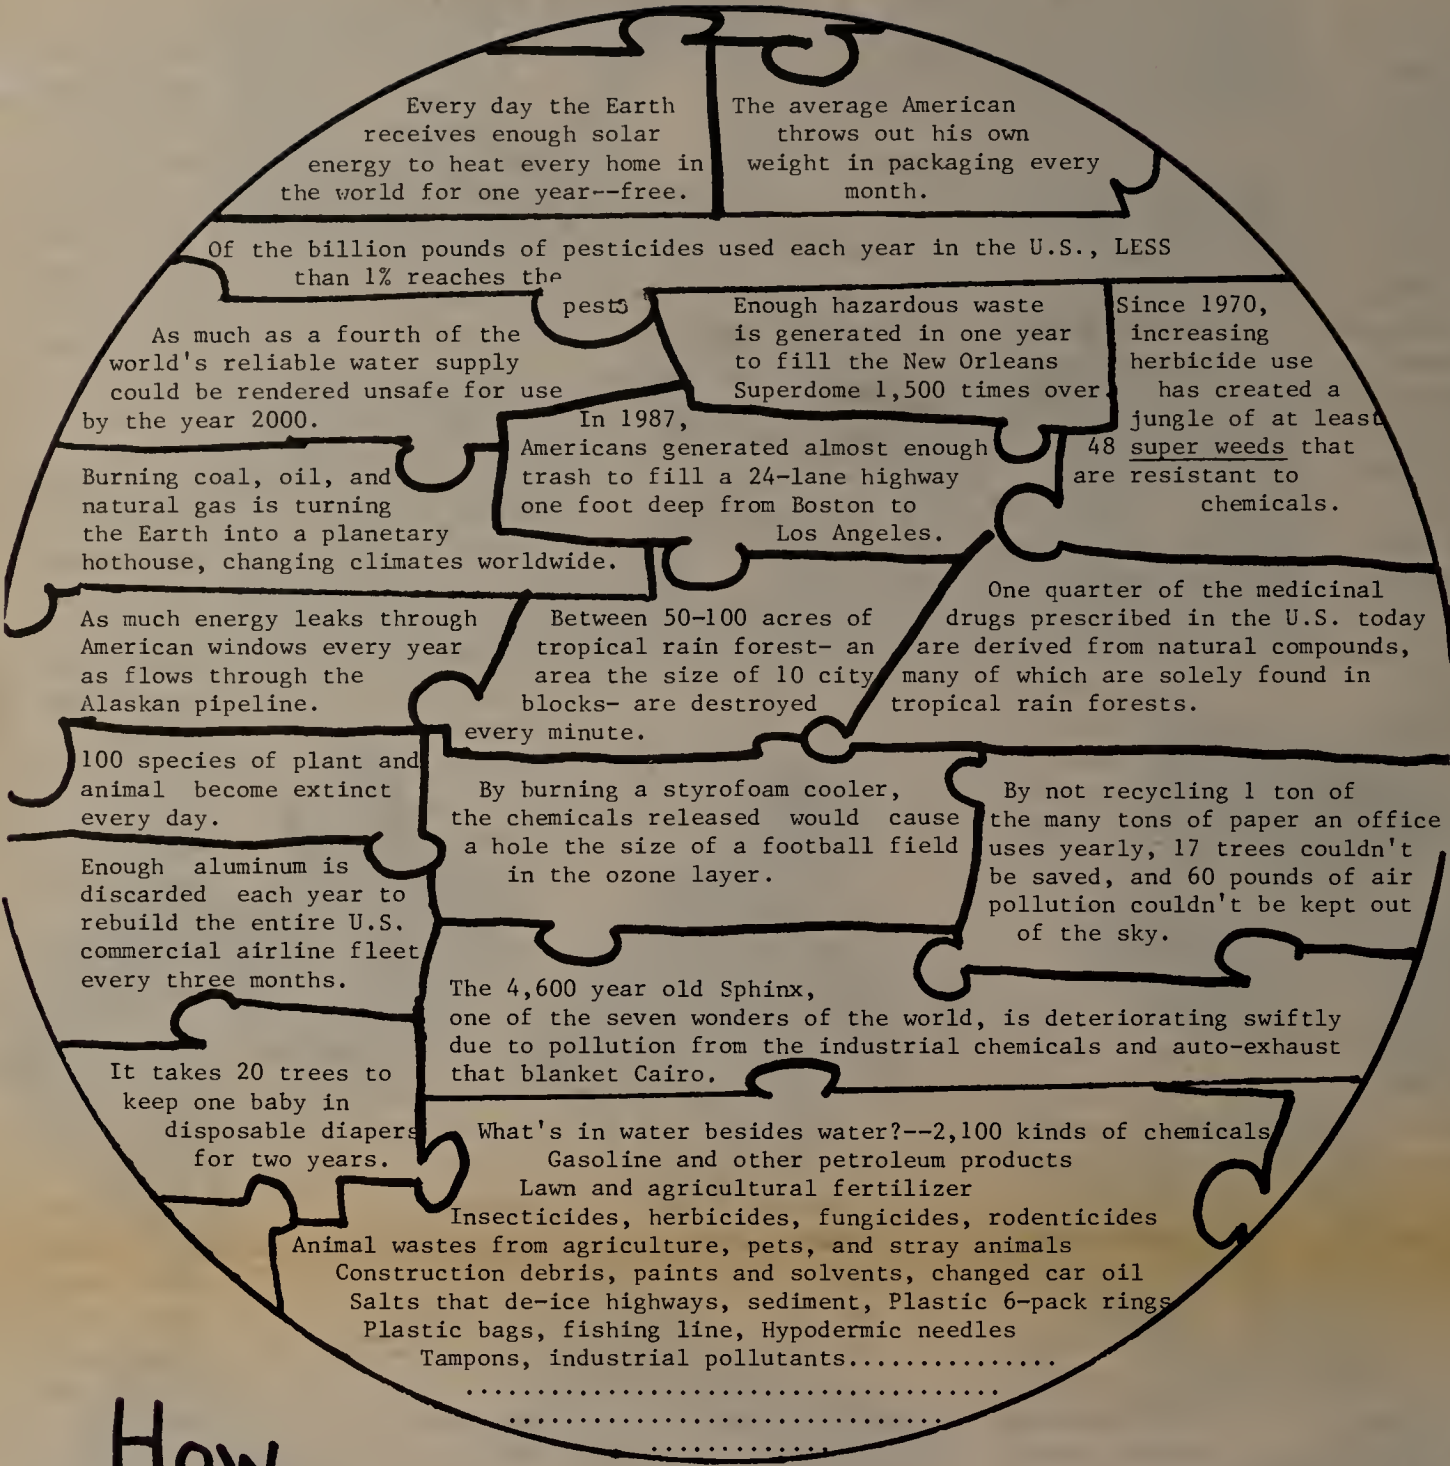 Every day the Earth
receives enough solar
energy to heat every home in
the world for one year--free.
The average American
throws out his own
weight in packaging every
month.
Of the billion pounds of pesticides used each year in the U.S., LESS
than 1% reaches the
pests
As much as a fourth of the
world's reliable water supply
could be rendered unsafe for use
by the year 2000.
Enough hazardous waste
is generated in one year
to fill the New Orleans
Superdome 1,500 times over.
Since 1970,
increasing
herbicide use
has created a
jungle of at least
48 super weeds that
are resistant to
chemicals.
In 1987,
Americans generated almost enough
trash to fill a 24-lane highway
one foot deep from Boston to
Los Angeles.
Burning coal, oil, and
natural gas is turning
the Earth into a planetary
hothouse, changing climates worldwide.
As much energy leaks through
American windows every year
as flows through the
Alaskan pipeline.
Between 50-100 acres of
tropical rain forest- an
area the size of 10 city
blocks- are destroyed
every minute.
One quarter of the medicinal
drugs prescribed in the U.S. today
are derived from natural compounds,
many of which are solely found in
tropical rain forests.
100 species of plant and
animal become extinct
every day.
By burning a styrofoam cooler,
the chemicals released would cause
a hole the size of a football field
in the ozone layer.
By not recycling 1 ton of
the many tons of paper an office
uses yearly, 17 trees couldn't
be saved, and 60 pounds of air
pollution couldn't be kept out
of the sky.
Enough aluminum is
discarded each year to
rebuild the entire U.S.
commercial airline fleet
every three months.
The 4,600 year old Sphinx,
one of the seven wonders of the world, is deteriorating swiftly
due to pollution from the industrial chemicals and auto-exhaust
that blanket Cairo.
It takes 20 trees to
keep one baby in
disposable diapers
for two years.
What's in water besides water?--2,100 kinds of chemicals
Gasoline and other petroleum products
Lawn and agricultural fertilizer
Insecticides, herbicides, fungicides, rodenticides
Animal wastes from agriculture, pets, and stray animals
Construction debris, paints and solvents, changed car oil
Salts that de-ice highways, sediment, Plastic 6-pack rings
Plastic bags, fishing line, Hypodermic needles
Tampons, industrial pollutants...............
......................................
...............................
.............
How